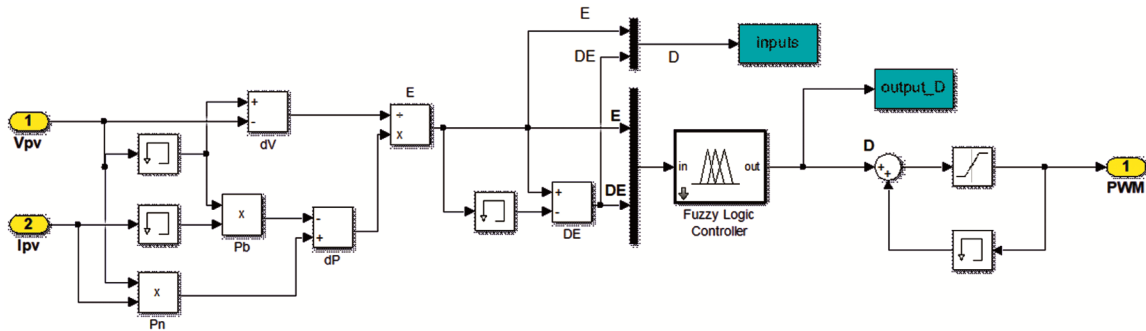 E
DE
D
inputs
output_D
1
Vpv
+
-
dV
E
÷
x
E
DE
in
out
Fuzzy Logic
Controller
D
+
+
1
PWM
2
Ipv
x
Pb
-
+
dP
+
-
DE
x
Pn